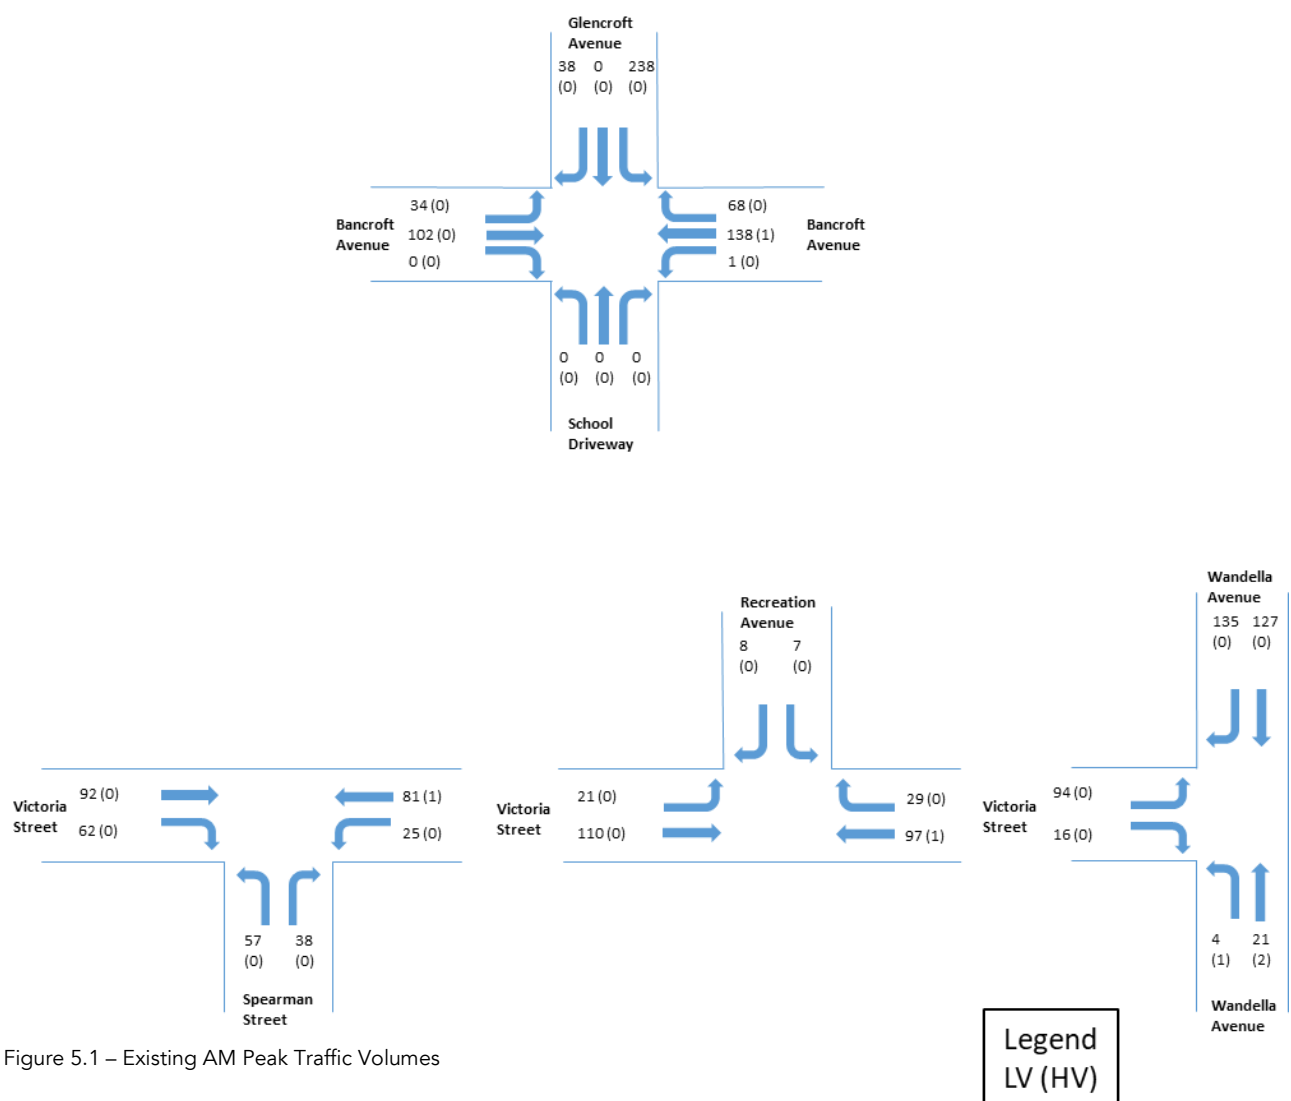 Glencroft
Avenue
38 0 238
(0) (0) (0)
34 (0)
102 (0)
0 (0)
Bancroft
Avenue
68 (0)
138 (1)
1 (0)
Bancroft
Avenue
0 0 0
(0) (0) (0)
School
Driveway
Victoria
Street
92 (0)
62 (0)
81 (1)
25 (0)
57 38
(0) (0)
Spearman
Street
Recreation
Avenue
8 7
(0) (0)
Victoria
Street
21 (0)
110 (0)
29 (0)
97 (1)
Wandella
Avenue
135 127
(0) (0)
Victoria
Street
94 (0)
16 (0)
4 21
(1) (2)
Wandella
Avenue
Legend
LV (HV)
Figure 5.1 – Existing AM Peak Traffic Volumes